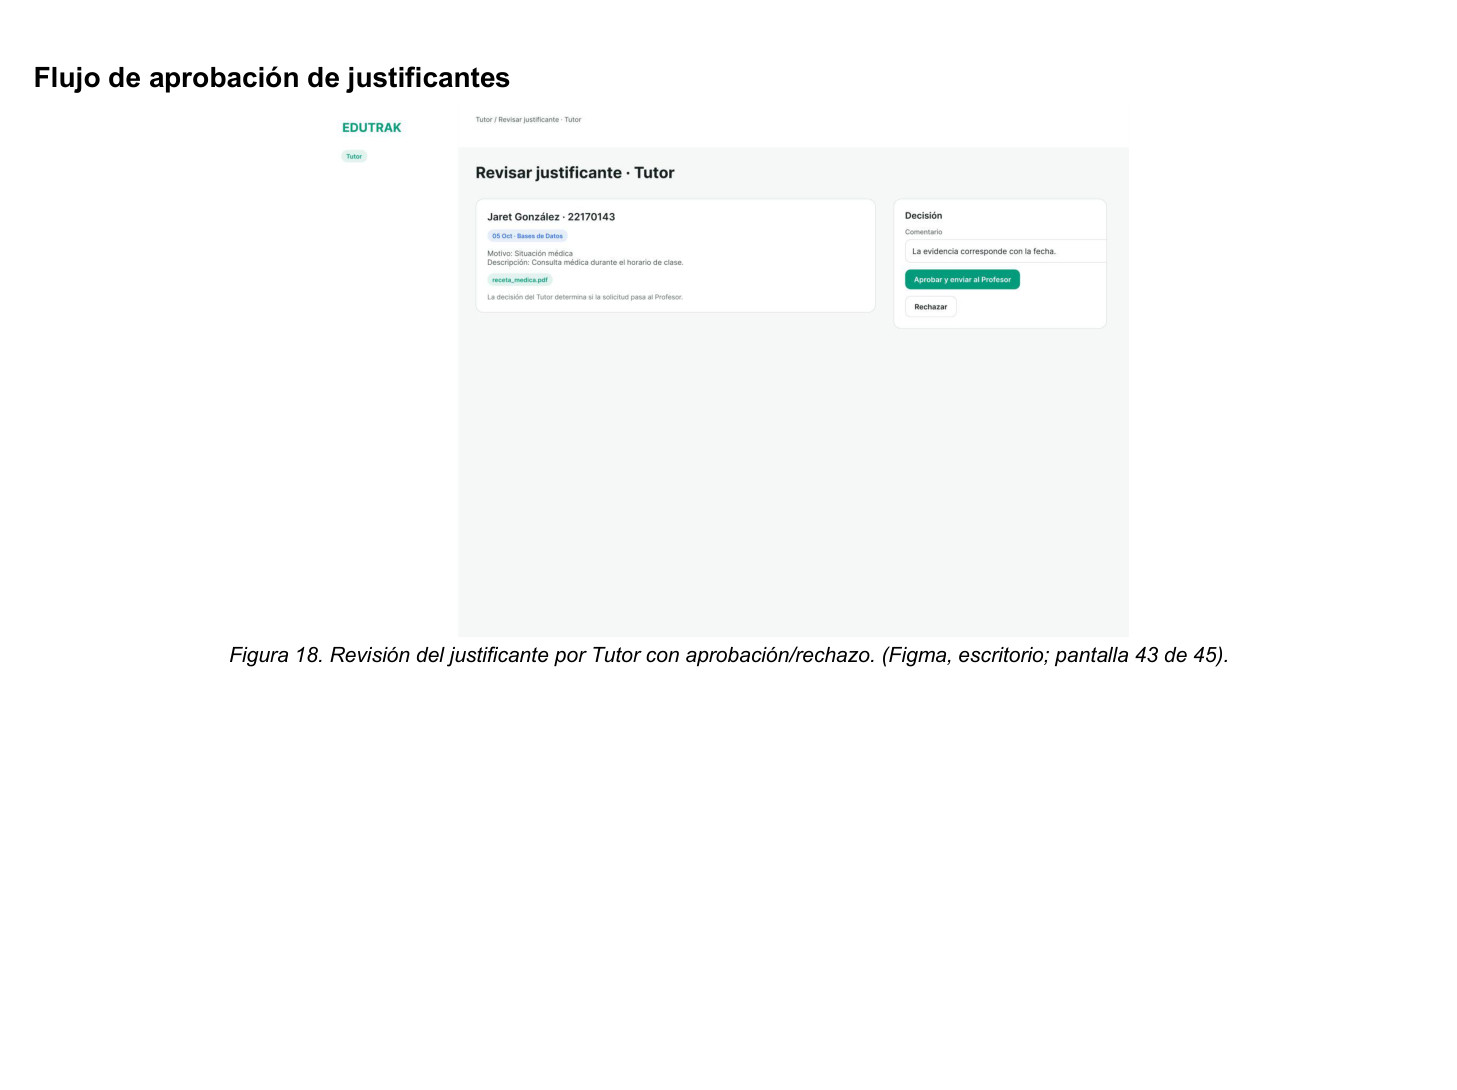 Flujo de aprobación de justificantes
EDUTRAK
Tutor
Tutor / Revisar justificante · Tutor
Revisar justificante · Tutor
Jaret González · 22170143
05 Oct · Bases de Datos
Motivo: Situación médica
Descripción: Consulta médica durante el horario de clase.
receta_medica.pdf
La decisión del Tutor determina si la solicitud pasa al Profesor.
Decisión
Comentario
La evidencia corresponde con la fecha.
Aprobar y enviar al Profesor
Rechazar
Figura 18. Revisión del justificante por Tutor con aprobación/rechazo. (Figma, escritorio; pantalla 43 de 45).